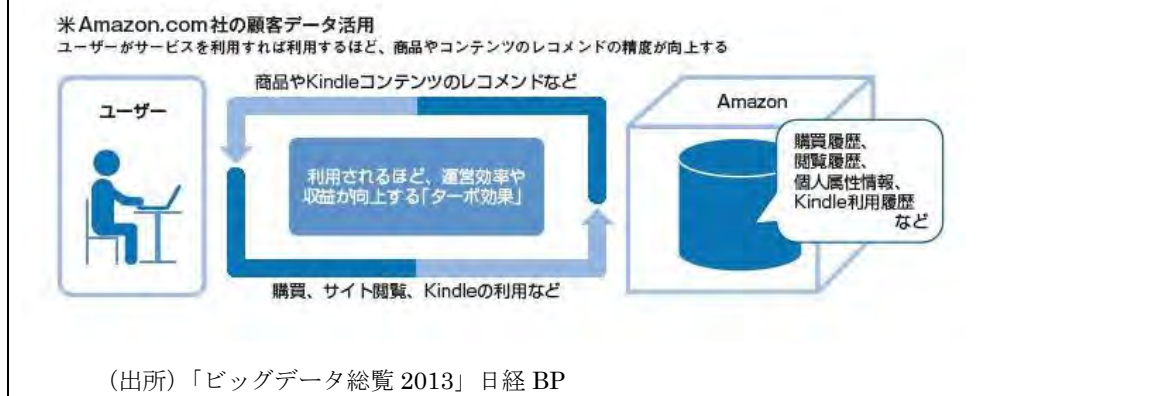 米Amazon.com社の顧客データ活用
ユーザーがサービスを利用すれば利用するほど、商品やコンテンツのレコメンドの精度が向上する
商品やKindleコンテンツのレコメンドなど
ユーザー
Amazon
購買履歴、
閲覧履歴、
個人属性情報、
Kindle利用履歴
など
利用されるほど、運営効率や
収益が向上する「ターボ効果」
購買、サイト閲覧、Kindleの利用など
(出所)「ビッグデータ総覧 2013」日経 BP